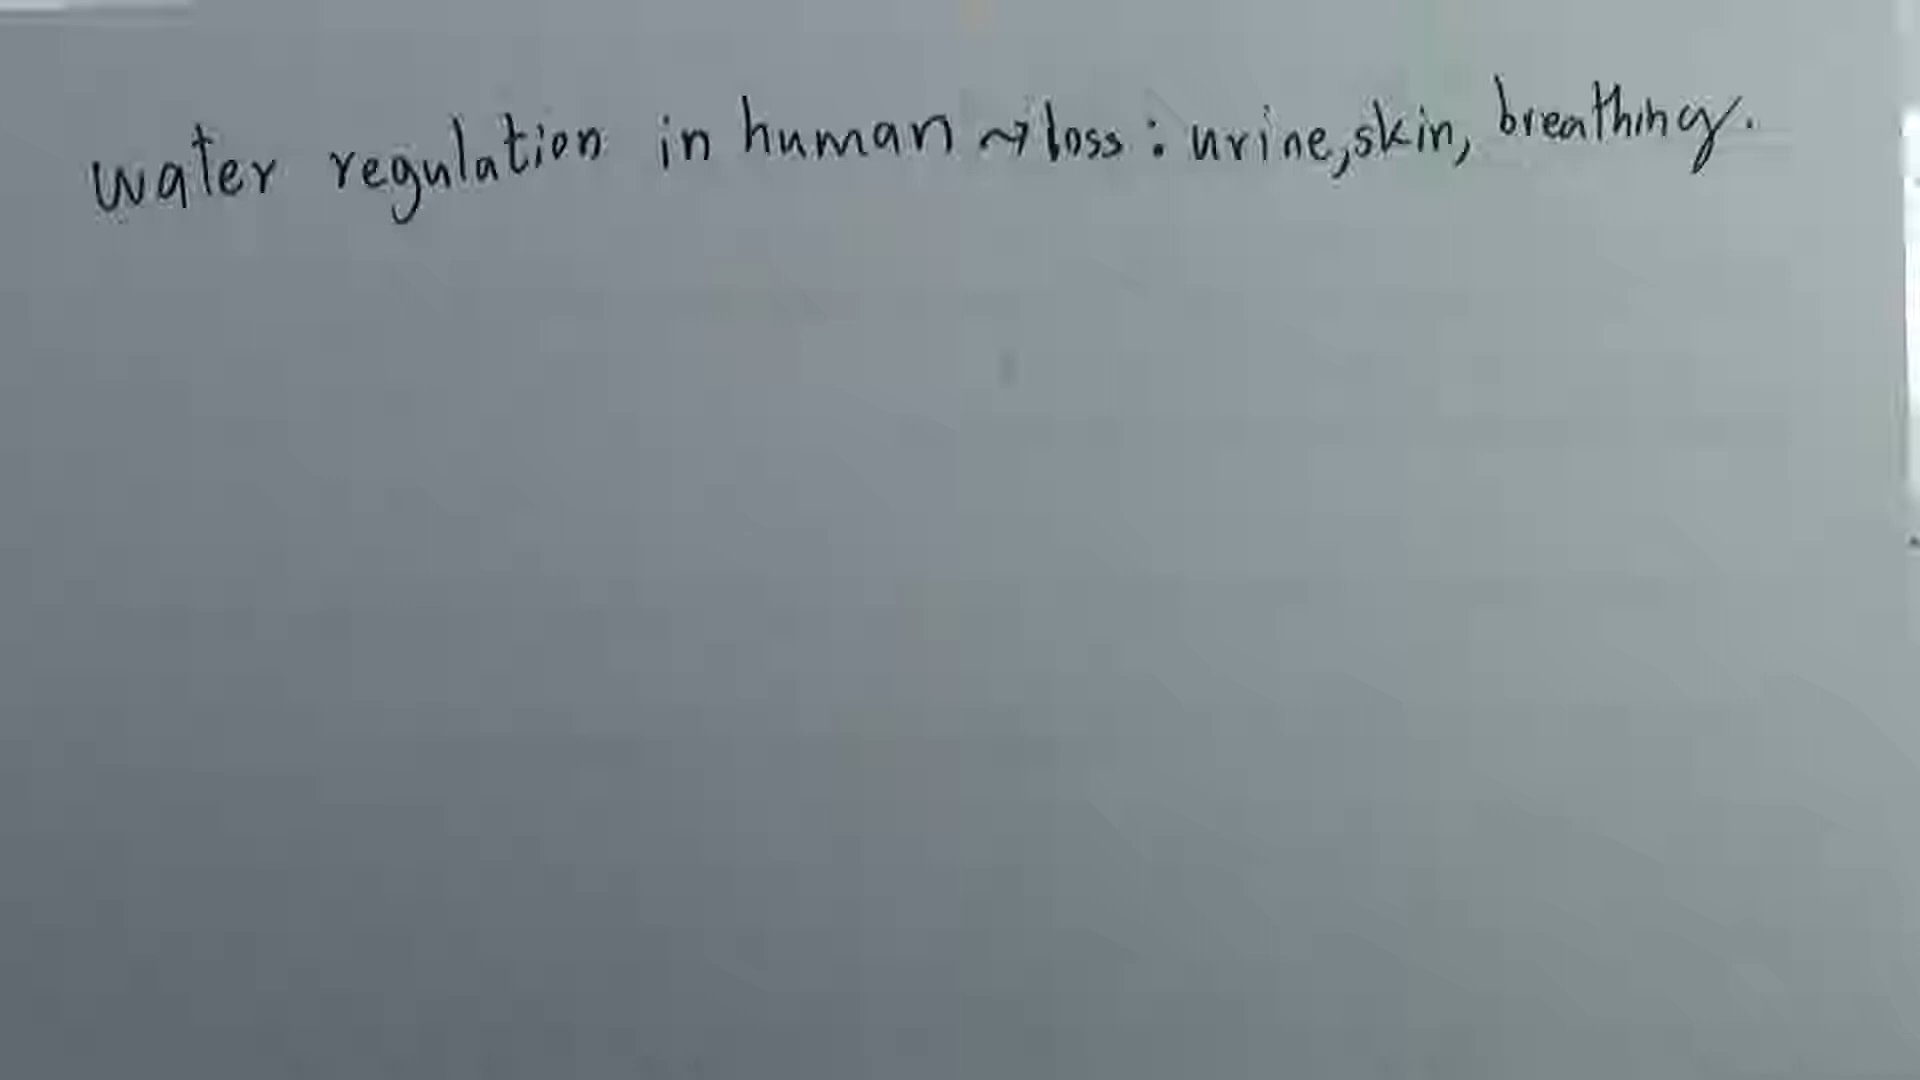 water regulation in human ⇝ loss : urine, skin, breathing.